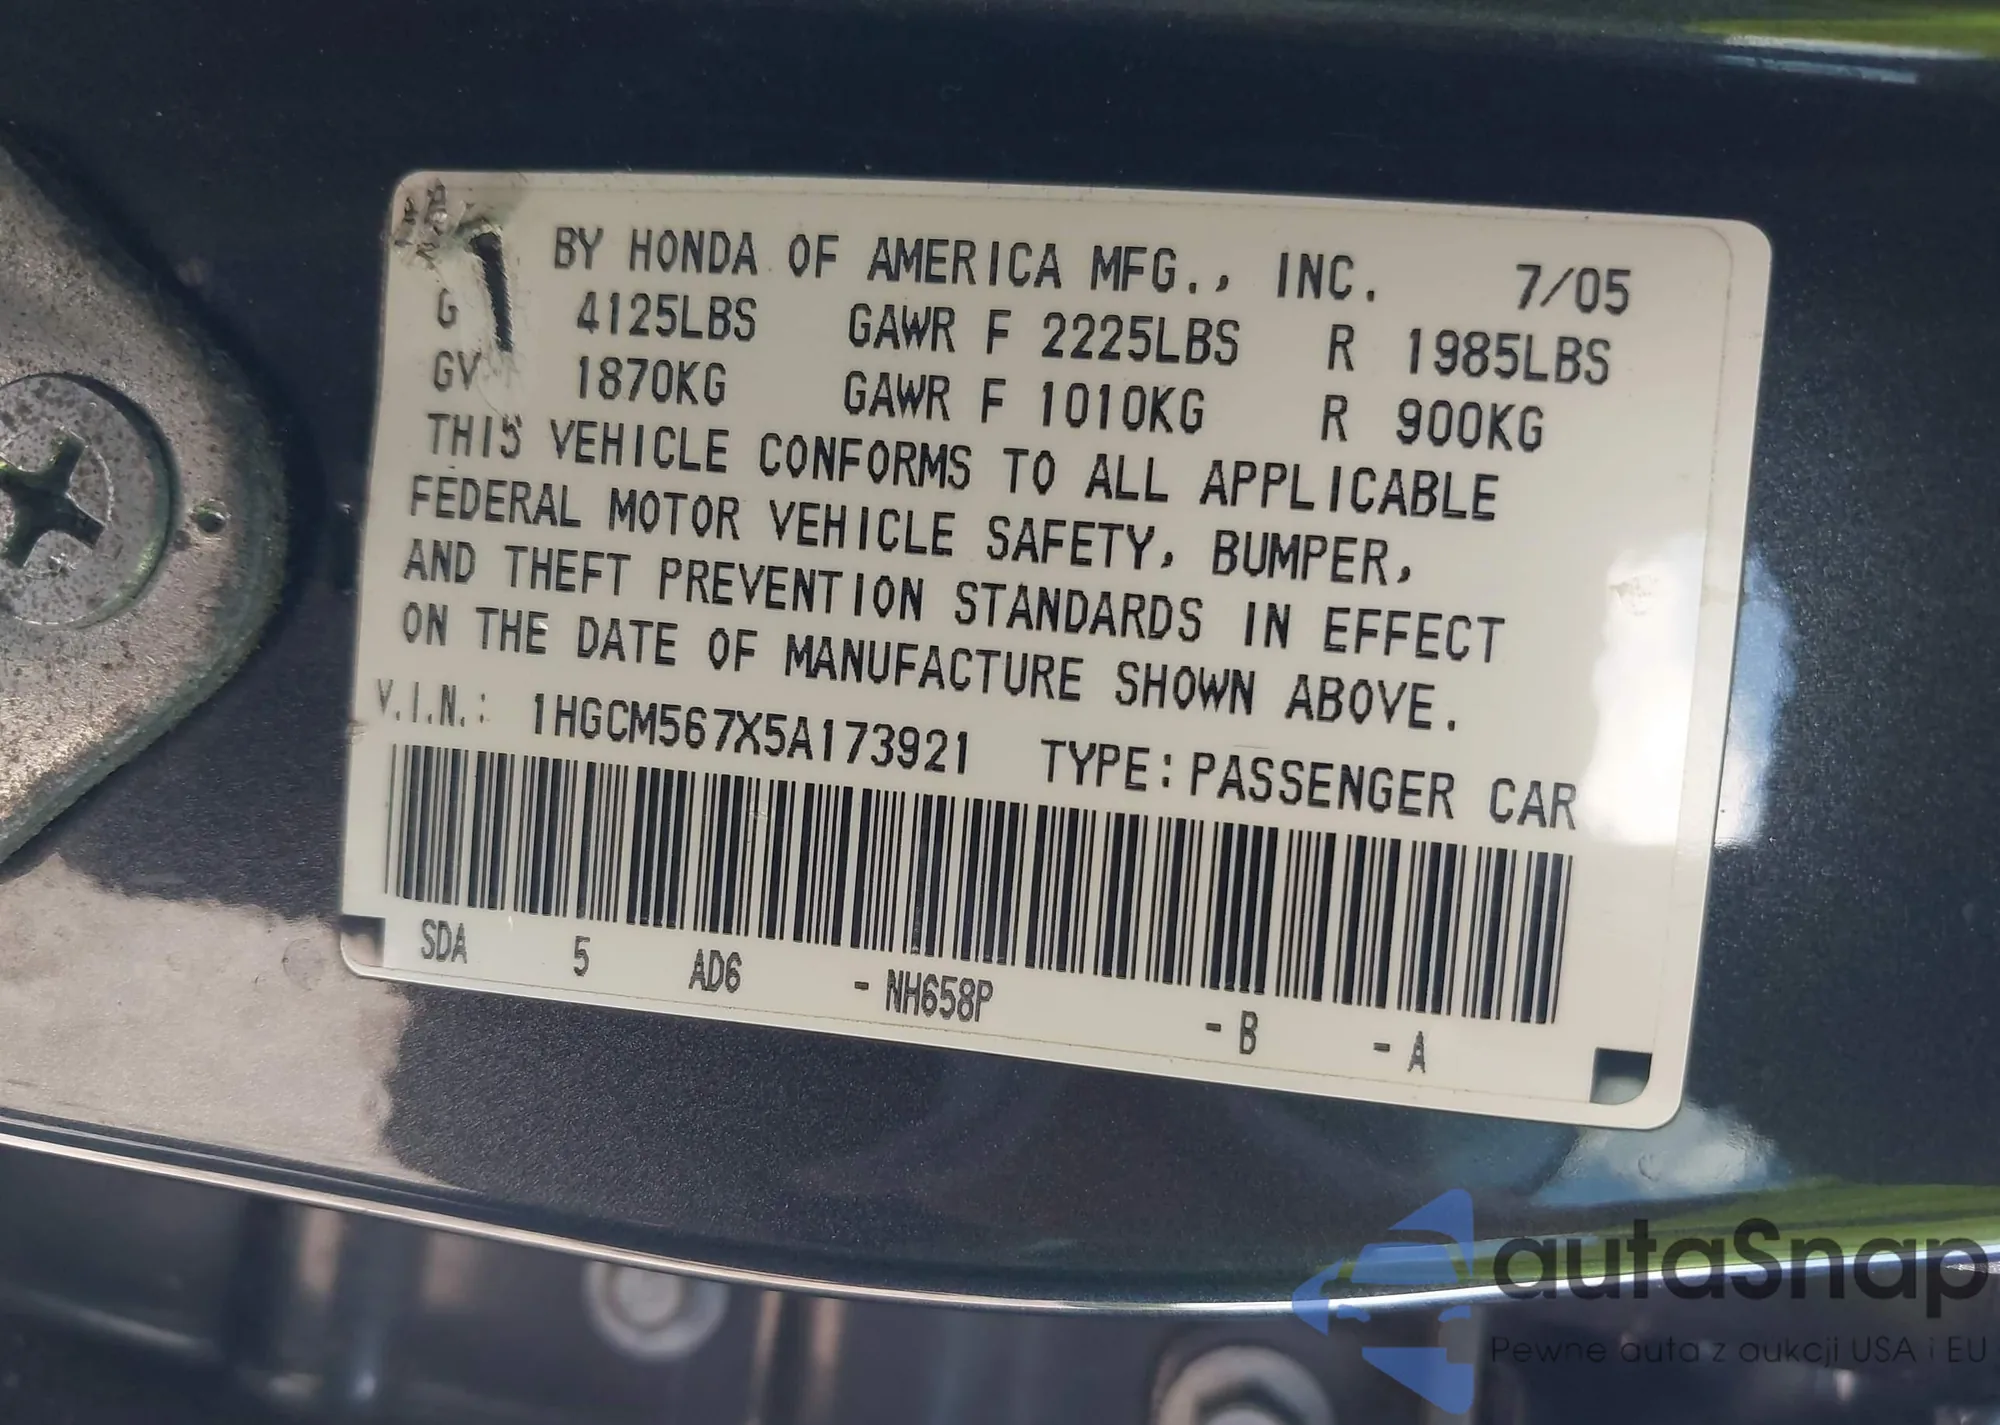 BY HONDA OF AMERICA MFG., INC. 7/05
G 4125LBS GAWR F 2225LBS R 1985LBS
GV 1870KG GAWR F 1010KG R 900KG
THIS VEHICLE CONFORMS TO ALL APPLICABLE
FEDERAL MOTOR VEHICLE SAFETY, BUMPER,
AND THEFT PREVENTION STANDARDS IN EFFECT
ON THE DATE OF MANUFACTURE SHOWN ABOVE.
V.I.N.: 1HGCM567X5A173921 TYPE: PASSENGER CAR
SDA 5 AD6 -NH658P -B -A
autaSnap
Pewne auta z aukcji USA i EU